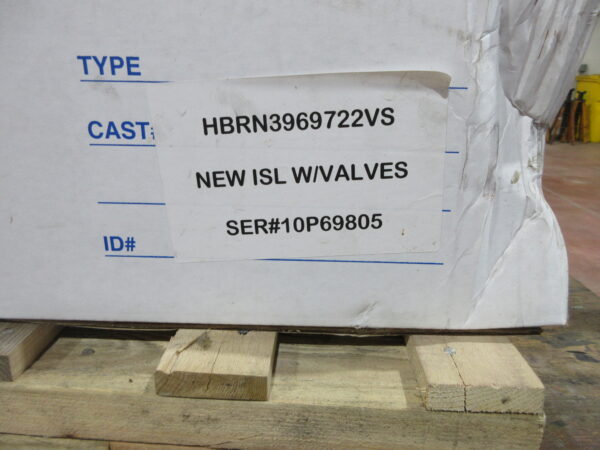 TYPE
CAST#
HBRN3969722VS
NEW ISL W/VALVES
SER#10P69805
ID#